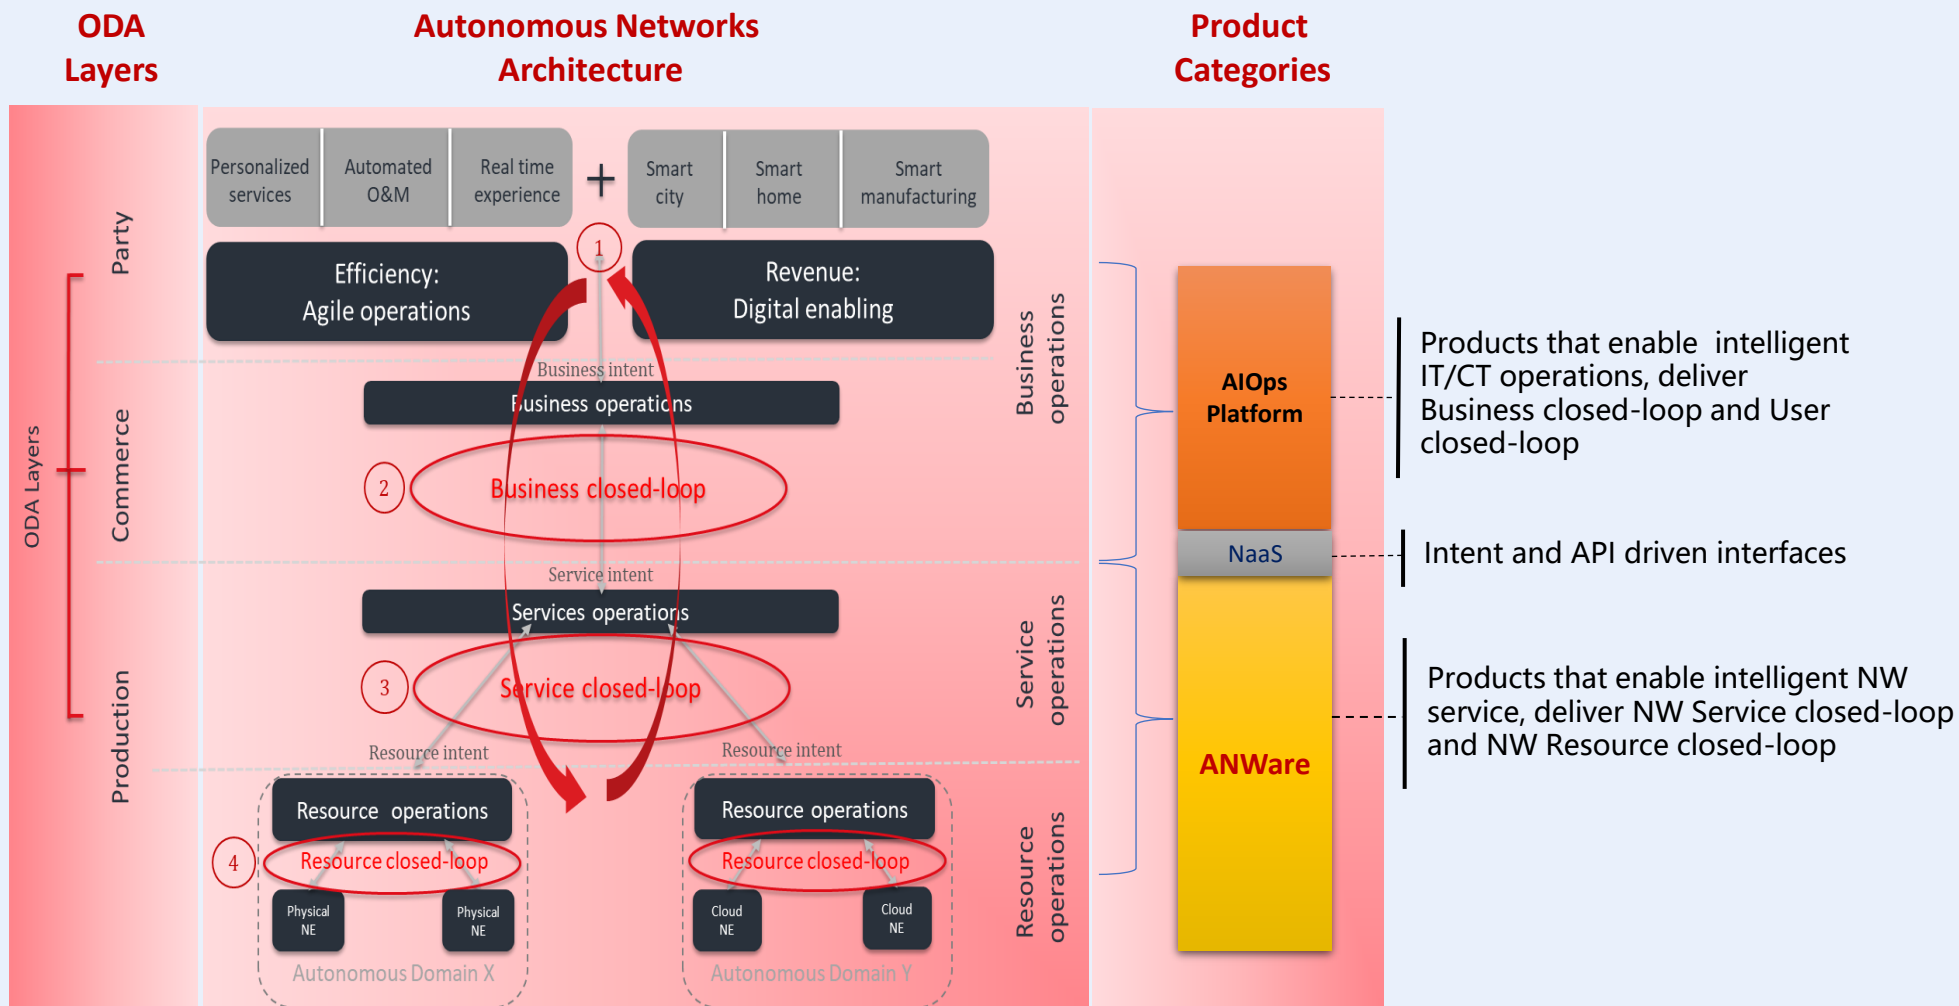 ODA
Layers
Autonomous Networks
Architecture
Product
Categories
ODA Layers
Party
Commerce
Production
Personalized
services
Automated
O&M
Real time
experience
+
Smart
city
Smart
home
Smart
manufacturing
1
Efficiency:
Agile operations
Revenue:
Digital enabling
Business intent
Business operations
2
Business closed-loop
Service intent
Services operations
3
Service closed-loop
Resource intent
Resource intent
Resource operations
Resource operations
4
Resource closed-loop
Resource closed-loop
Physical
NE
Physical
NE
Cloud
NE
Cloud
NE
Autonomous Domain X
Autonomous Domain Y
Business
operations
Service
operations
Resource
operations
AIOps
Platform
NaaS
ANWare
Products that enable intelligent
IT/CT operations, deliver
Business closed-loop and User
closed-loop
Intent and API driven interfaces
Products that enable intelligent NW
service, deliver NW Service closed-loop
and NW Resource closed-loop